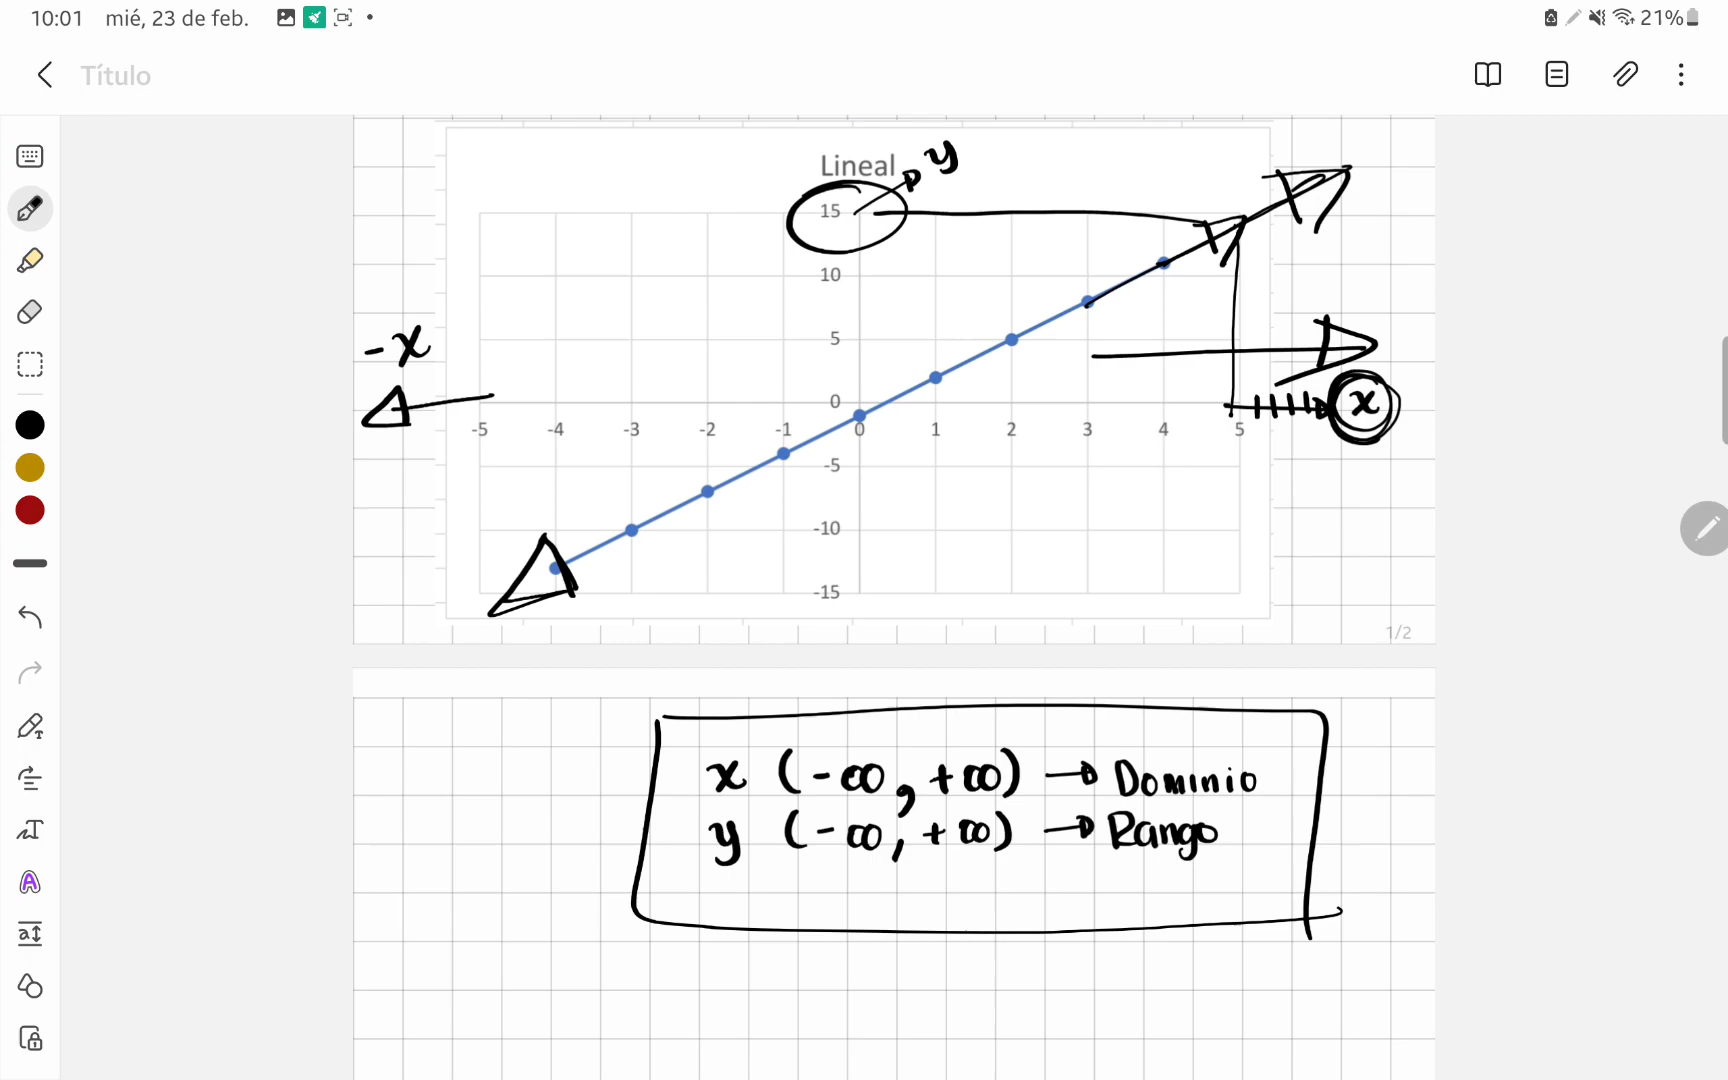 10:01 mié, 23 de feb. 21%
Título
Lineal
y
15
10
5
0
-x
x
-5 -4 -3 -2 -1 0 1 2 3 4 5
-5
-10
-15
1/2
x (-∞, +∞) → Dominio
y (-∞, +∞) → Rango